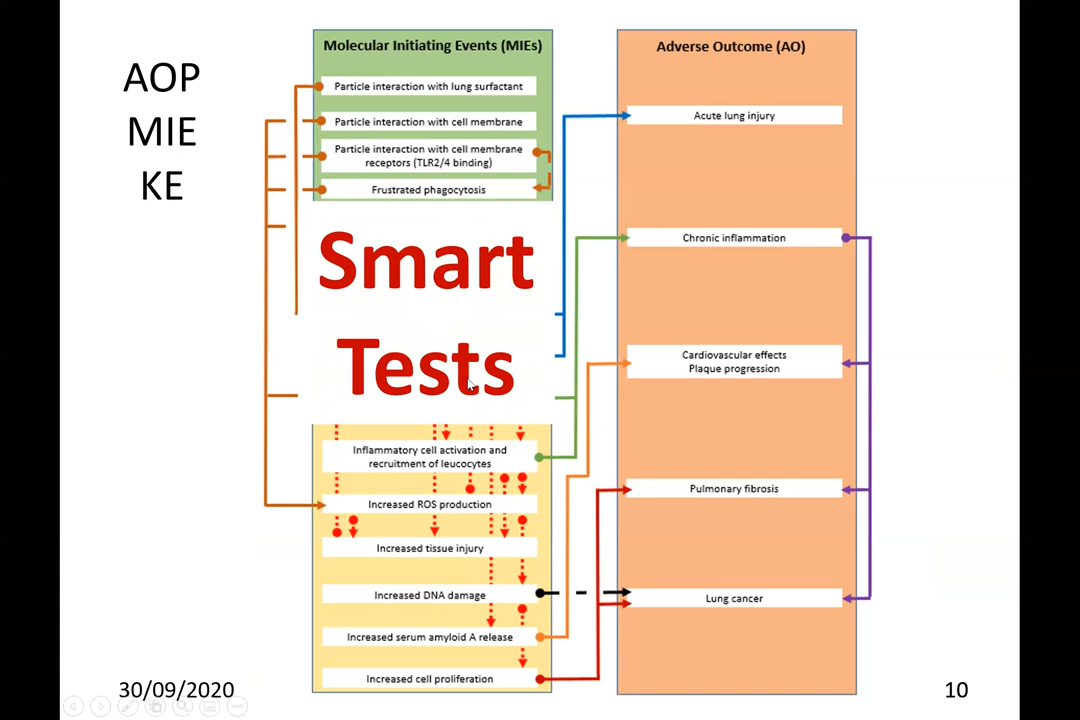 AOP
MIE
KE
Molecular Initiating Events (MIEs)
Particle interaction with lung surfactant
Particle interaction with cell membrane
Particle interaction with cell membrane
receptors (TLR2/4 binding)
Frustrated phagocytosis
Smart
Tests
Inflammatory cell activation and
recruitment of leucocytes
Increased ROS production
Increased tissue injury
Increased DNA damage
Increased serum amyloid A release
Increased cell proliferation
Adverse Outcome (AO)
Acute lung injury
Chronic inflammation
Cardiovascular effects
Plaque progression
Pulmonary fibrosis
Lung cancer
30/09/2020
10